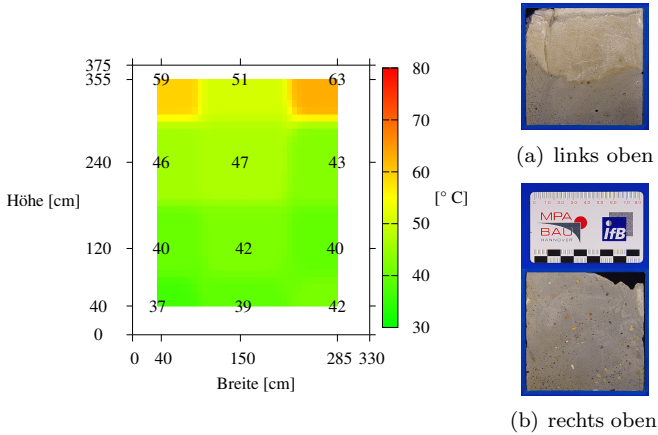 375
355
240
120
40
0
Höhe [cm]
59 51 63
46 47 43
40 42 40
37 39 42
0 40 150 285 330
Breite [cm]
80
70
60
50
40
30
[° C]
(a) links oben
MPA
BAU
HANNOVER
IfB
(b) rechts oben